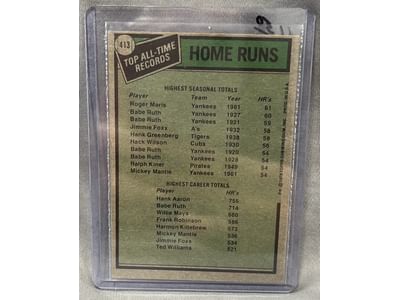 413
TOP ALL-TIME
RECORDS
HOME RUNS
HIGHEST SEASONAL TOTALS
Player Team Year HR's
Roger Maris Yankees 1961 61
Babe Ruth Yankees 1927 60
Babe Ruth Yankees 1921 59
Jimmie Foxx A's 1932 58
Hank Greenberg Tigers 1938 58
Hack Wilson Cubs 1930 56
Babe Ruth Yankees 1920 54
Babe Ruth Yankees 1928 54
Ralph Kiner Pirates 1949 54
Mickey Mantle Yankees 1961 54
HIGHEST CAREER TOTALS
Player HR's
Hank Aaron 755
Babe Ruth 714
Willie Mays 660
Frank Robinson 586
Harmon Killebrew 573
Mickey Mantle 536
Jimmie Foxx 534
Ted Williams 521